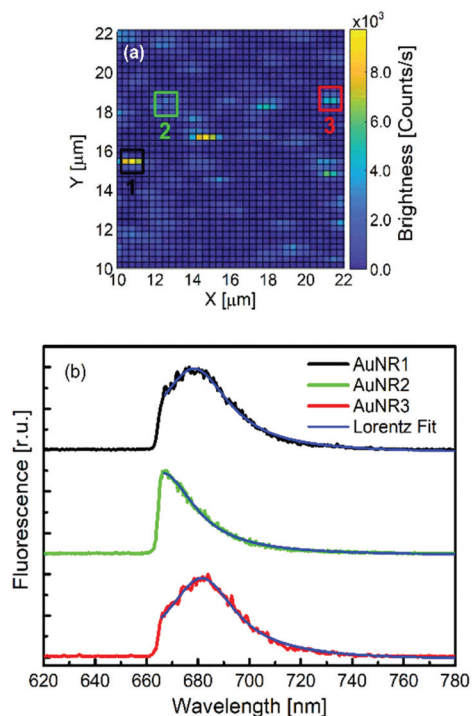 (a)
22
20
18
16
14
12
10
Y [μm]
1
2
3
10 12 14 16 18 20 22
X [μm]
×10³
8.0
6.0
4.0
2.0
0.0
Brightness [Counts/s]
(b)
AuNR1
AuNR2
AuNR3
Lorentz Fit
Fluorescence [r.u.]
620 640 660 680 700 720 740 760 780
Wavelength [nm]